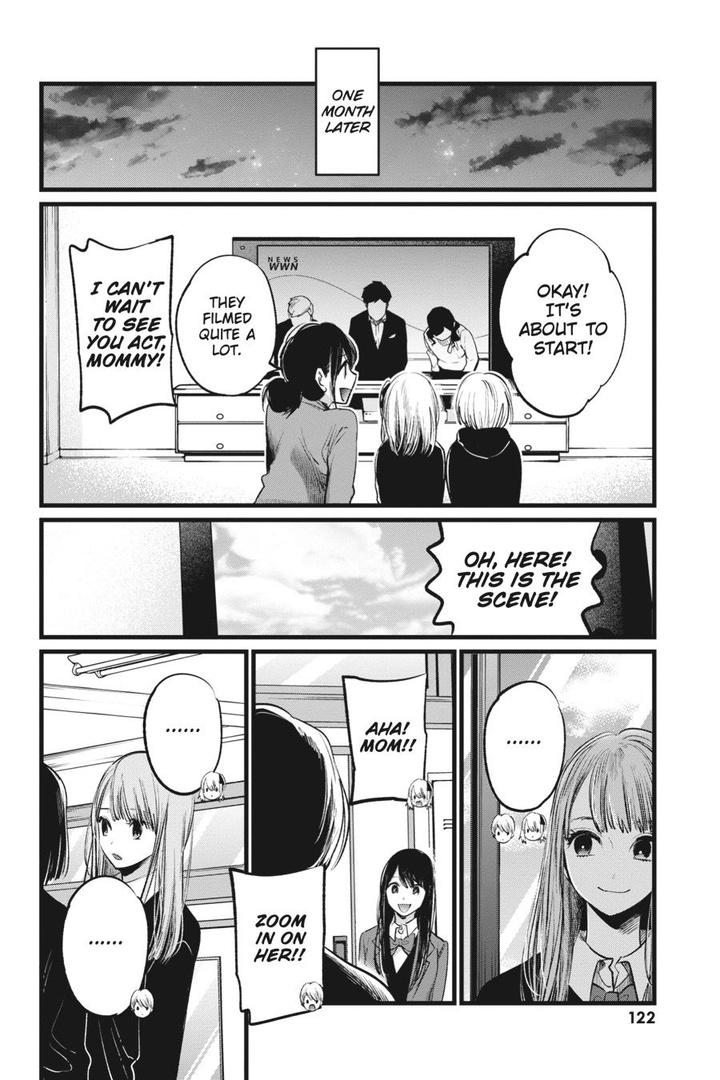 ONE
MONTH
LATER
OKAY!
IT'S
ABOUT TO
START!
NEWS
WWN
THEY
FILMED
QUITE A
LOT.
I CAN'T
WAIT
TO SEE
YOU ACT,
MOMMY!
OH, HERE!
THIS IS THE
SCENE!
......
AHA!
MOM!!
ZOOM
IN ON
HER!!
......
......
122